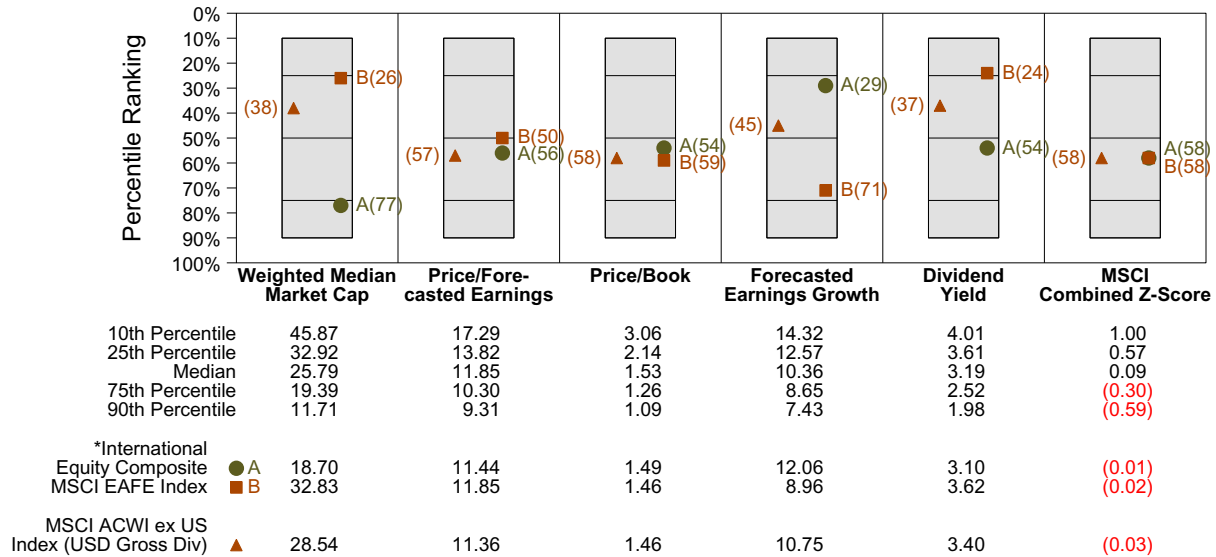 Percentile Ranking
0%
10%
20%
30%
40%
50%
60%
70%
80%
90%
100%
(38)
B(26)
A(77)
(57)
B(50)
A(56)
(58)
A(54)
B(59)
(45)
A(29)
B(71)
(37)
B(24)
A(54)
(58)
A(58)
B(58)
Weighted Median
Market Cap
Price/Fore-
casted Earnings
Price/Book
Forecasted
Earnings Growth
Dividend
Yield
MSCI
Combined Z-Score
10th Percentile 45.87 17.29 3.06 14.32 4.01 1.00
25th Percentile 32.92 13.82 2.14 12.57 3.61 0.57
Median 25.79 11.85 1.53 10.36 3.19 0.09
75th Percentile 19.39 10.30 1.26 8.65 2.52 (0.30)
90th Percentile 11.71 9.31 1.09 7.43 1.98 (0.59)
*International
Equity Composite A 18.70 11.44 1.49 12.06 3.10 (0.01)
MSCI EAFE Index B 32.83 11.85 1.46 8.96 3.62 (0.02)
MSCI ACWI ex US
Index (USD Gross Div) 28.54 11.36 1.46 10.75 3.40 (0.03)